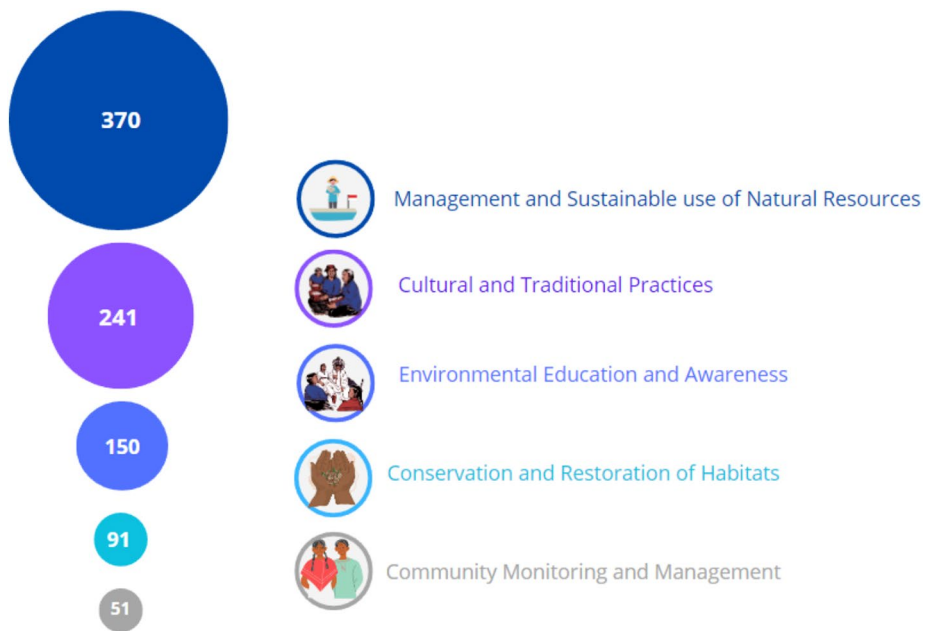 370
241
150
91
51
Management and Sustainable use of Natural Resources
Cultural and Traditional Practices
Environmental Education and Awareness
Conservation and Restoration of Habitats
Community Monitoring and Management